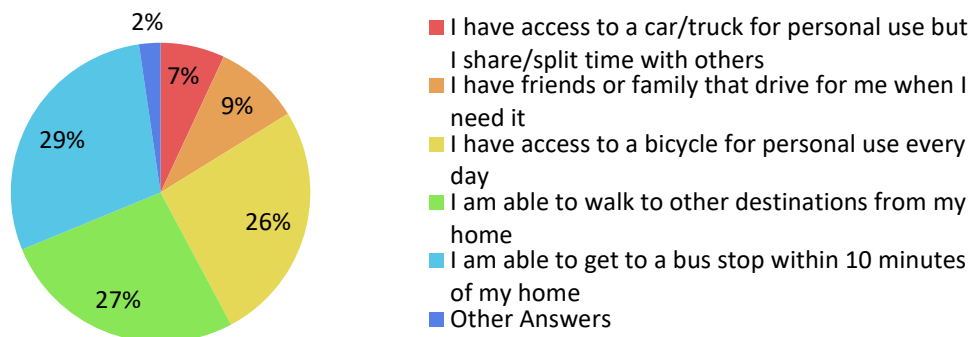 2%
7%
9%
26%
27%
29%
I have access to a car/truck for personal use but
I share/split time with others
I have friends or family that drive for me when I
need it
I have access to a bicycle for personal use every
day
I am able to walk to other destinations from my
home
I am able to get to a bus stop within 10 minutes
of my home
Other Answers